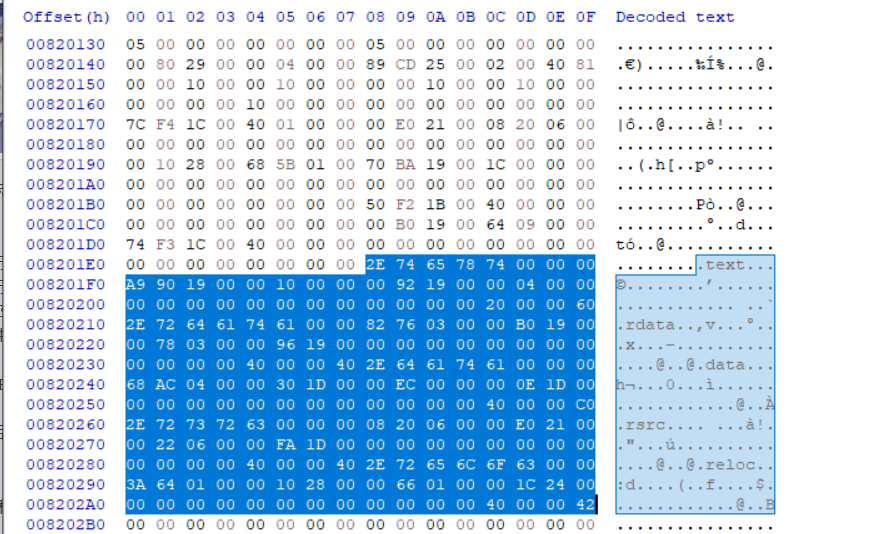 Offset(h) 00 01 02 03 04 05 06 07 08 09 0A 0B 0C 0D 0E 0F Decoded text
00820130 05 00 00 00 00 00 00 00 05 00 00 00 00 00 00 00 ................
00820140 00 80 29 00 00 04 00 00 89 CD 25 00 02 00 40 81 .€).....‰Í%...@.
00820150 00 00 10 00 00 10 00 00 00 00 10 00 00 10 00 00 ................
00820160 00 00 00 00 10 00 00 00 00 00 00 00 00 00 00 00 ................
00820170 7C F4 1C 00 40 01 00 00 00 E0 21 00 08 20 06 00 |ô..@....à!.. ..
00820180 00 00 00 00 00 00 00 00 00 00 00 00 00 00 00 00 ................
00820190 00 10 28 00 68 5B 01 00 70 BA 19 00 1C 00 00 00 ..(.h[..pº......
008201A0 00 00 00 00 00 00 00 00 00 00 00 00 00 00 00 00 ................
008201B0 00 00 00 00 00 00 00 00 50 F2 1B 00 40 00 00 00 ........Pò..@...
008201C0 00 00 00 00 00 00 00 00 00 B0 19 00 64 09 00 00 .........°..d...
008201D0 74 F3 1C 00 40 00 00 00 00 00 00 00 00 00 00 00 tó..@...........
008201E0 00 00 00 00 00 00 00 00 2E 74 65 78 74 00 00 00 .........text...
008201F0 A9 90 19 00 00 10 00 00 00 92 19 00 00 04 00 00 ©........’......
00820200 00 00 00 00 00 00 00 00 00 00 00 00 20 00 00 60 ............ ..`
00820210 2E 72 64 61 74 61 00 00 82 76 03 00 00 B0 19 00 .rdata..‚v...°..
00820220 00 78 03 00 00 96 19 00 00 00 00 00 00 00 00 00 .x...–..........
00820230 00 00 00 00 40 00 00 40 2E 64 61 74 61 00 00 00 ....@..@.data...
00820240 68 AC 04 00 00 30 1D 00 00 EC 00 00 00 0E 1D 00 h¬...0...ì......
00820250 00 00 00 00 00 00 00 00 00 00 00 00 40 00 00 C0 ............@..À
00820260 2E 72 73 72 63 00 00 00 08 20 06 00 00 E0 21 00 .rsrc.... ...à!.
00820270 00 22 06 00 00 FA 1D 00 00 00 00 00 00 00 00 00 ."...ú..........
00820280 00 00 00 00 40 00 00 40 2E 72 65 6C 6F 63 00 00 ....@..@.reloc..
00820290 3A 64 01 00 00 10 28 00 00 66 01 00 00 1C 24 00 :d....(..f....$.
008202A0 00 00 00 00 00 00 00 00 00 00 00 00 40 00 00 42 ............@..B
008202B0 00 00 00 00 00 00 00 00 00 00 00 00 00 00 00 00 ................